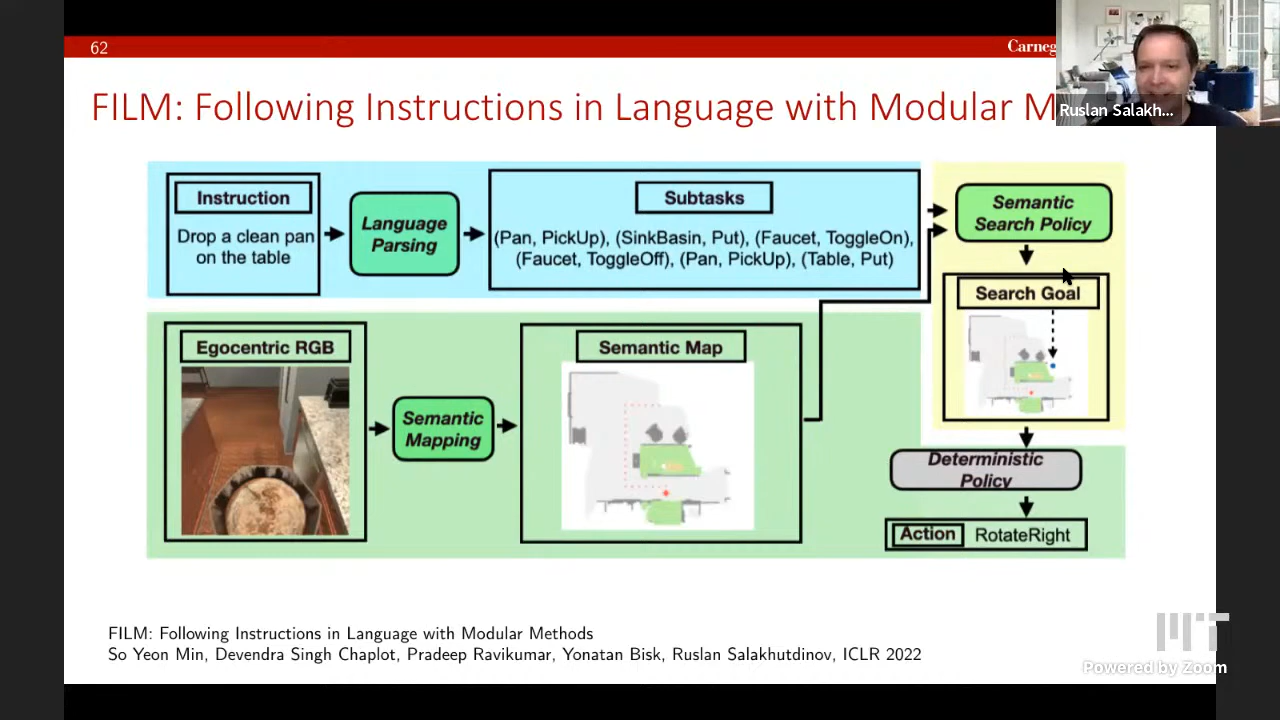 62
Carneg
FILM: Following Instructions in Language with Modular M
Ruslan Salakh...
Instruction
Drop a clean pan
on the table
Language
Parsing
Subtasks
(Pan, PickUp), (SinkBasin, Put), (Faucet, ToggleOn),
(Faucet, ToggleOff), (Pan, PickUp), (Table, Put)
Semantic
Search Policy
Search Goal
Egocentric RGB
Semantic
Mapping
Semantic Map
Deterministic
Policy
Action RotateRight
FILM: Following Instructions in Language with Modular Methods
So Yeon Min, Devendra Singh Chaplot, Pradeep Ravikumar, Yonatan Bisk, Ruslan Salakhutdinov, ICLR 2022
MIT
Powered by Zoom